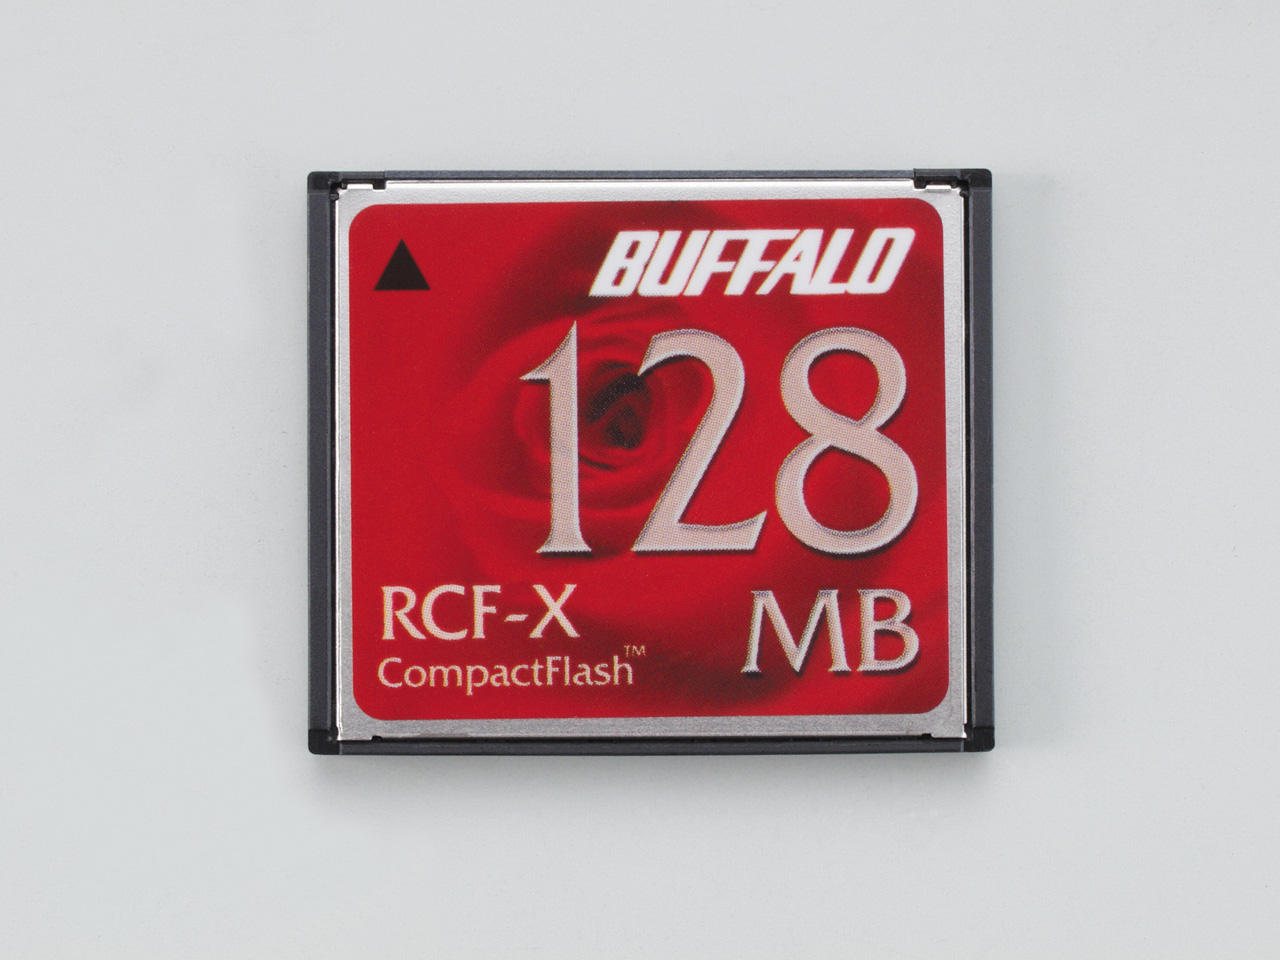 BUFFALO
128
MB
RCF-X
CompactFlash™